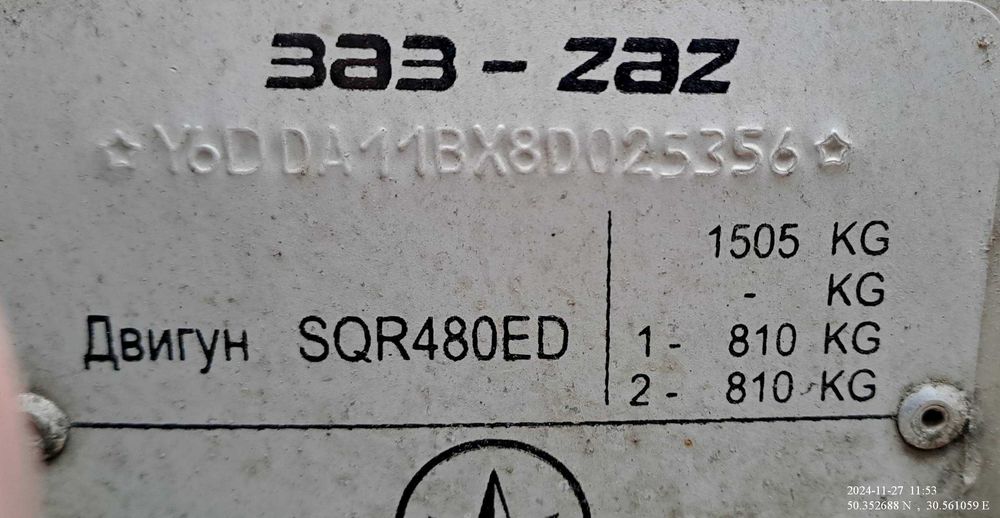 ЗАЗ - ZAZ
☆Y6DDA11BX8D025356☆
1505 KG
- KG
Двигун SQR480ED 1- 810 KG
2- 810 KG
2024-11-27 11:53
50.352688 N , 30.561059 E